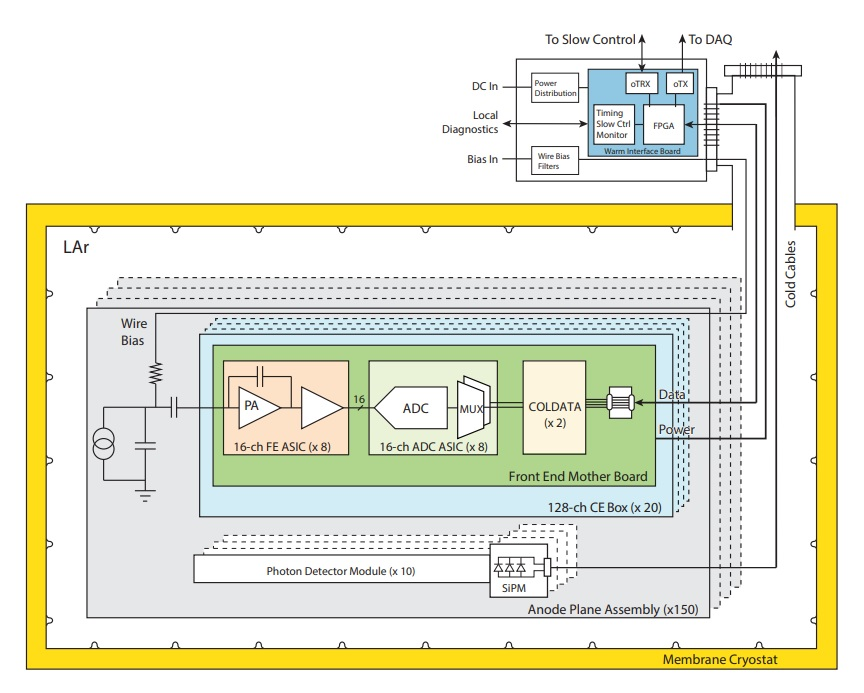 To Slow Control
To DAQ
DC In
Power
Distribution
oTRX
oTX
Local
Diagnostics
Timing
Slow Ctrl
Monitor
FPGA
Warm Interface Board
Bias In
Wire Bias
Filters
LAr
Cold Cables
Wire
Bias
PA
16
ADC
MUX
COLDATA
(x 2)
Data
Power
16-ch FE ASIC (x 8)
16-ch ADC ASIC (x 8)
Front End Mother Board
128-ch CE Box (x 20)
Photon Detector Module (x 10)
SiPM
Anode Plane Assembly (x150)
Membrane Cryostat